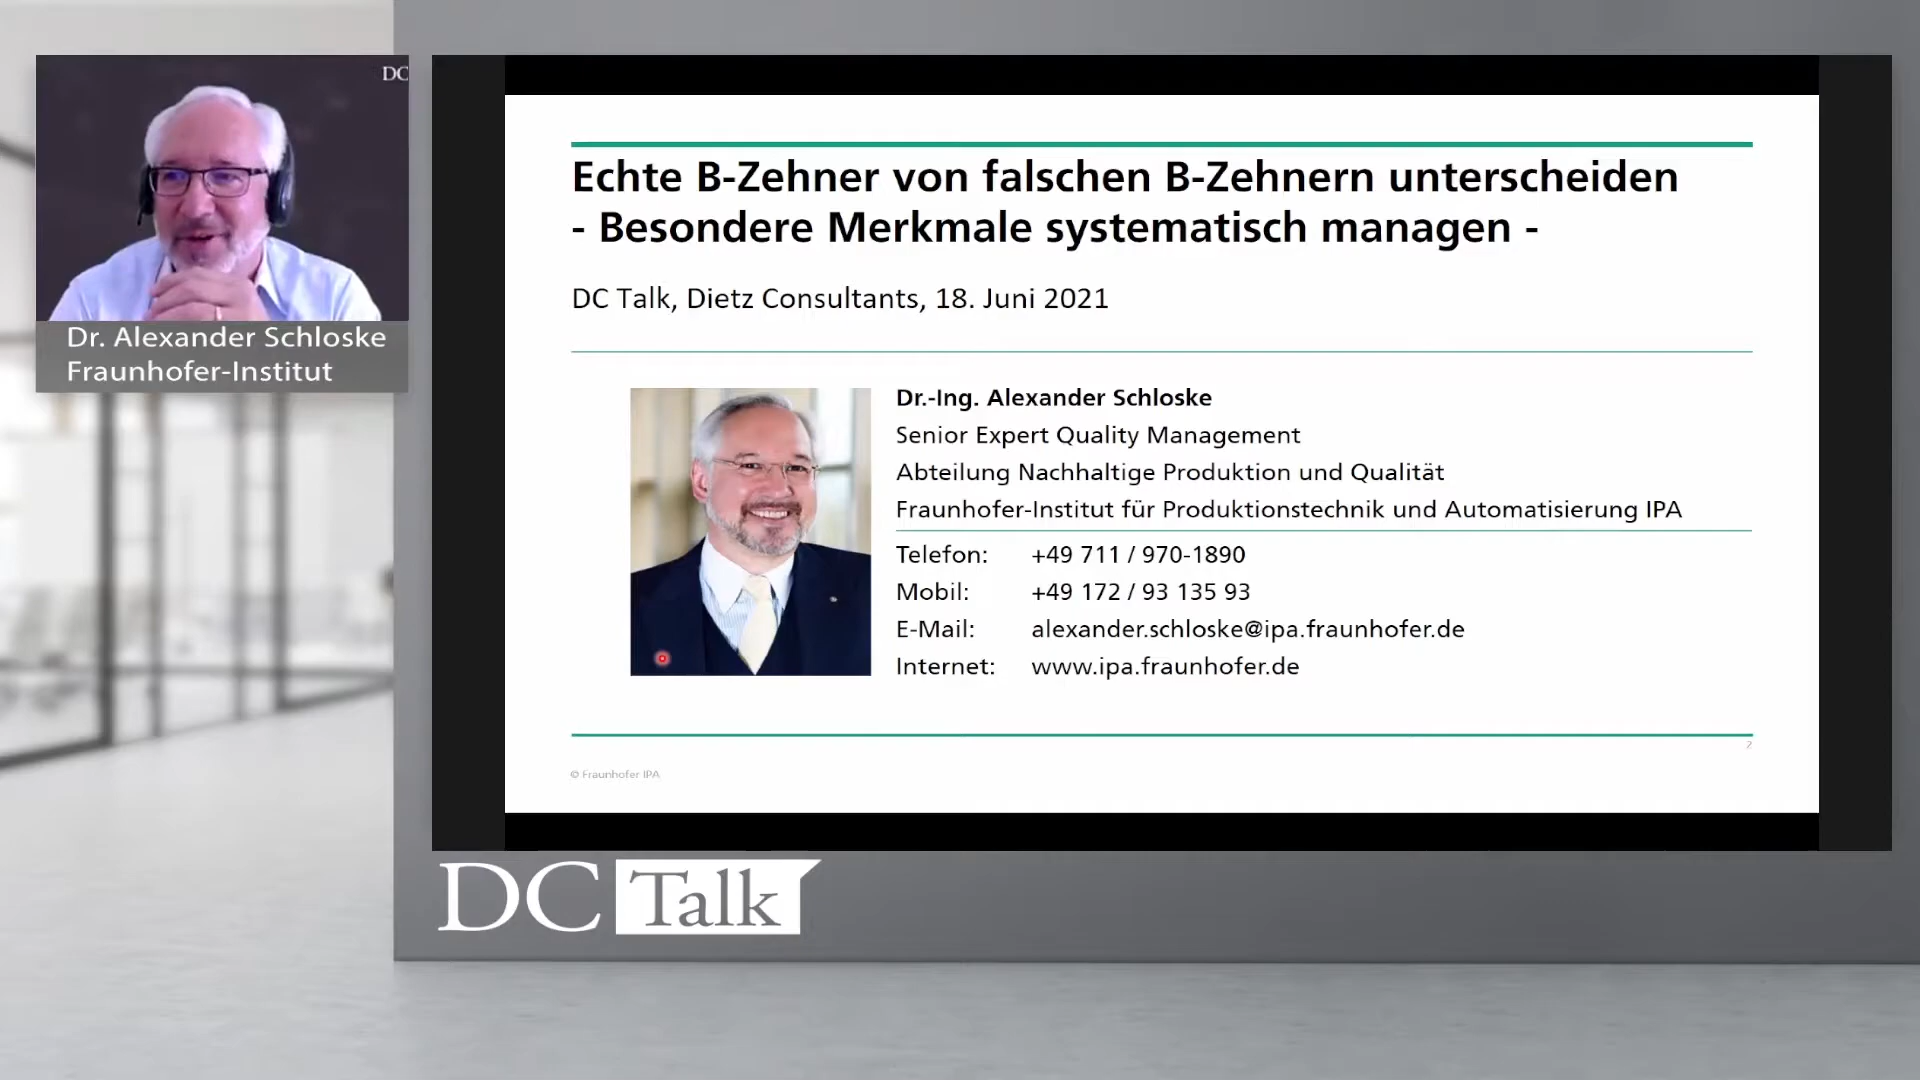 DC
Dr. Alexander Schloske
Fraunhofer-Institut
Echte B-Zehner von falschen B-Zehnern unterscheiden
- Besondere Merkmale systematisch managen -
DC Talk, Dietz Consultants, 18. Juni 2021
Dr.-Ing. Alexander Schloske
Senior Expert Quality Management
Abteilung Nachhaltige Produktion und Qualität
Fraunhofer-Institut für Produktionstechnik und Automatisierung IPA
Telefon: +49 711 / 970-1890
Mobil: +49 172 / 93 135 93
E-Mail: alexander.schloske@ipa.fraunhofer.de
Internet: www.ipa.fraunhofer.de
2
© Fraunhofer IPA
DC Talk